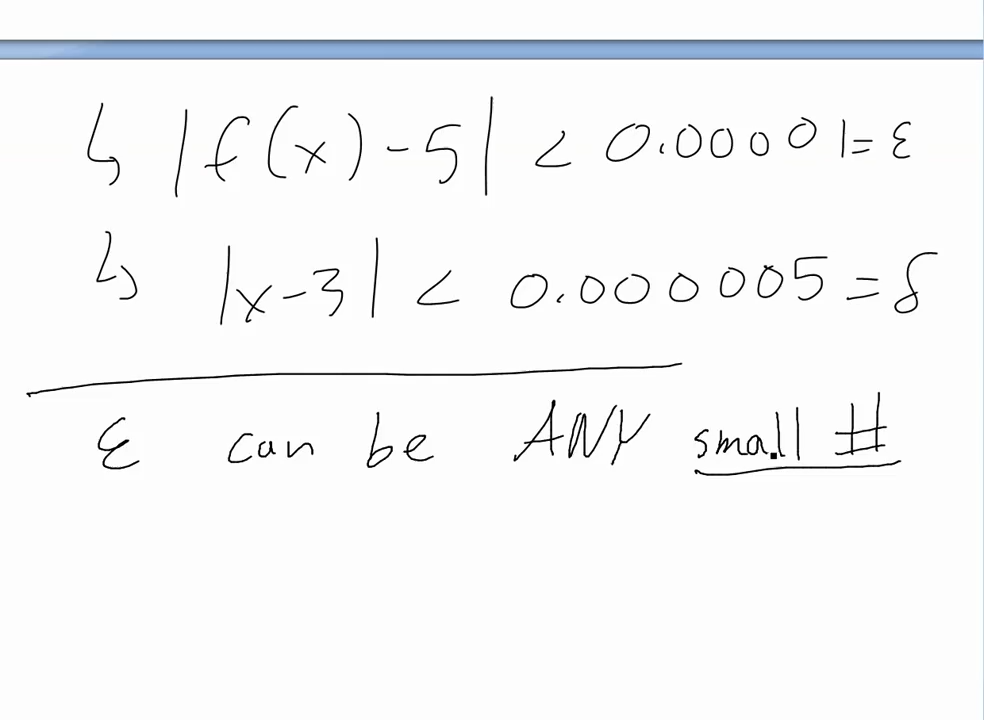 ↳ |f(x) - 5| < 0.00001 = ε
↳ |x - 3| < 0.000005 = δ
ε can be ANY small #